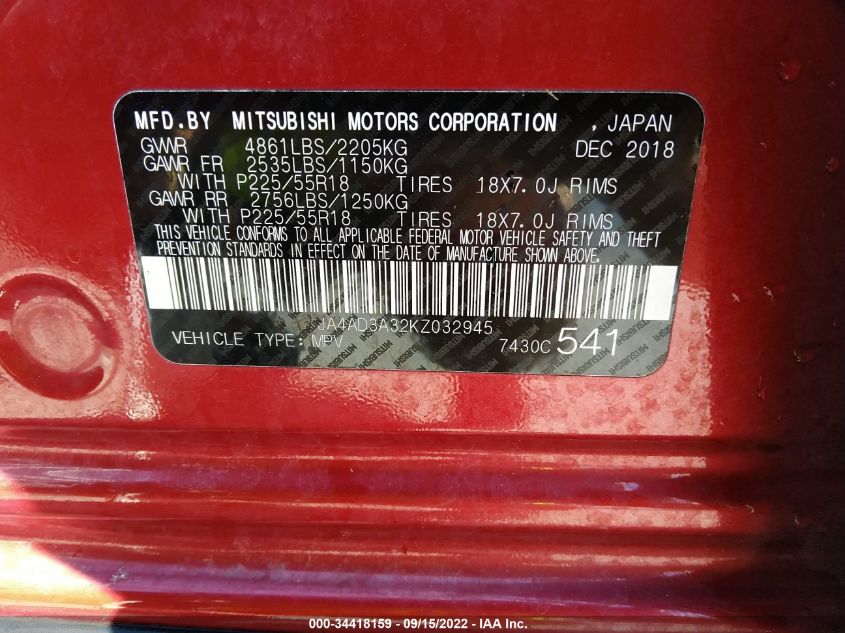 MFD.BY MITSUBISHI MOTORS CORPORATION , JAPAN
GVWR 4861LBS/2205KG DEC 2018
GAWR FR 2535LBS/1150KG
WITH P225/55R18 TIRES 18X7.0J RIMS
GAWR RR 2756LBS/1250KG
WITH P225/55R18 TIRES 18X7.0J RIMS
THIS VEHICLE CONFORMS TO ALL APPLICABLE FEDERAL MOTOR VEHICLE SAFETY AND THEFT
PREVENTION STANDARDS IN EFFECT ON THE DATE OF MANUFACTURE SHOWN ABOVE.
JA4AD3A32KZ032945
VEHICLE TYPE: MPV 7430C 541
000-34418159 - 09/15/2022 - IAA Inc.